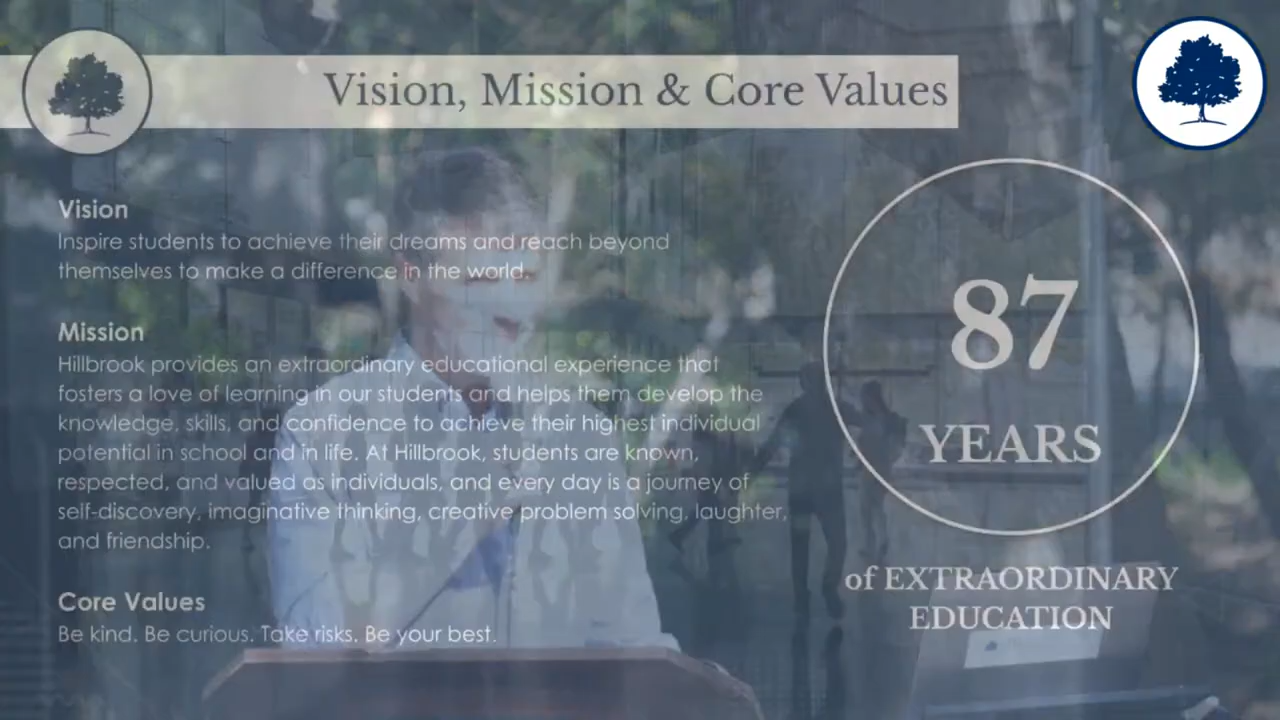 Vision, Mission & Core Values
Vision
Inspire students to achieve their dreams and reach beyond
themselves to make a difference in the world.
Mission
Hillbrook provides an extraordinary educational experience that
fosters a love of learning in our students and helps them develop the
knowledge, skills, and confidence to achieve their highest individual
potential in school and in life. At Hillbrook, students are known,
respected, and valued as individuals, and every day is a journey of
self-discovery, imaginative thinking, creative problem solving, laughter,
and friendship.
Core Values
Be kind. Be curious. Take risks. Be your best.
87
YEARS
of EXTRAORDINARY
EDUCATION